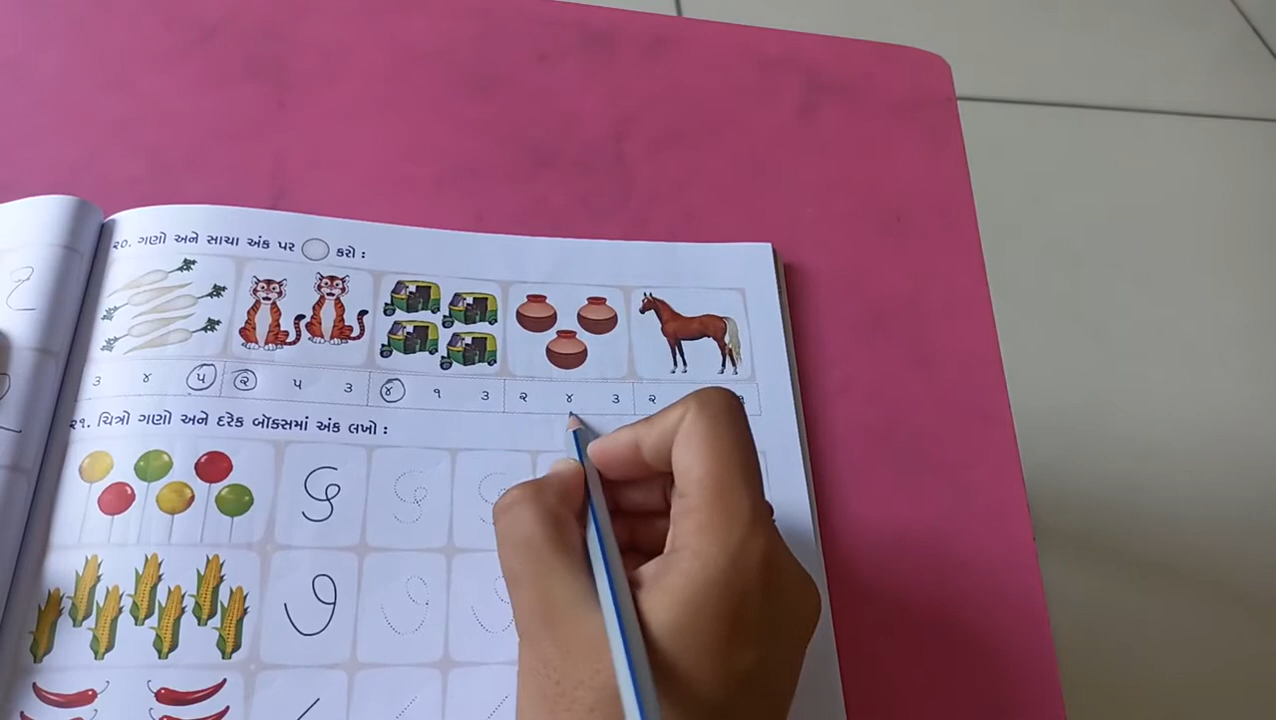 ૨૦. ગણો અને સાચા અંક પર કરો :
૩ ૪ ૫ ૨ ૫ ૩ ૪ ૧ ૩ ૨ ૪ ૩ ૨
૨૧. ચિત્રો ગણો અને દરેક બૉક્સમાં અંક લખો :
૬
૭